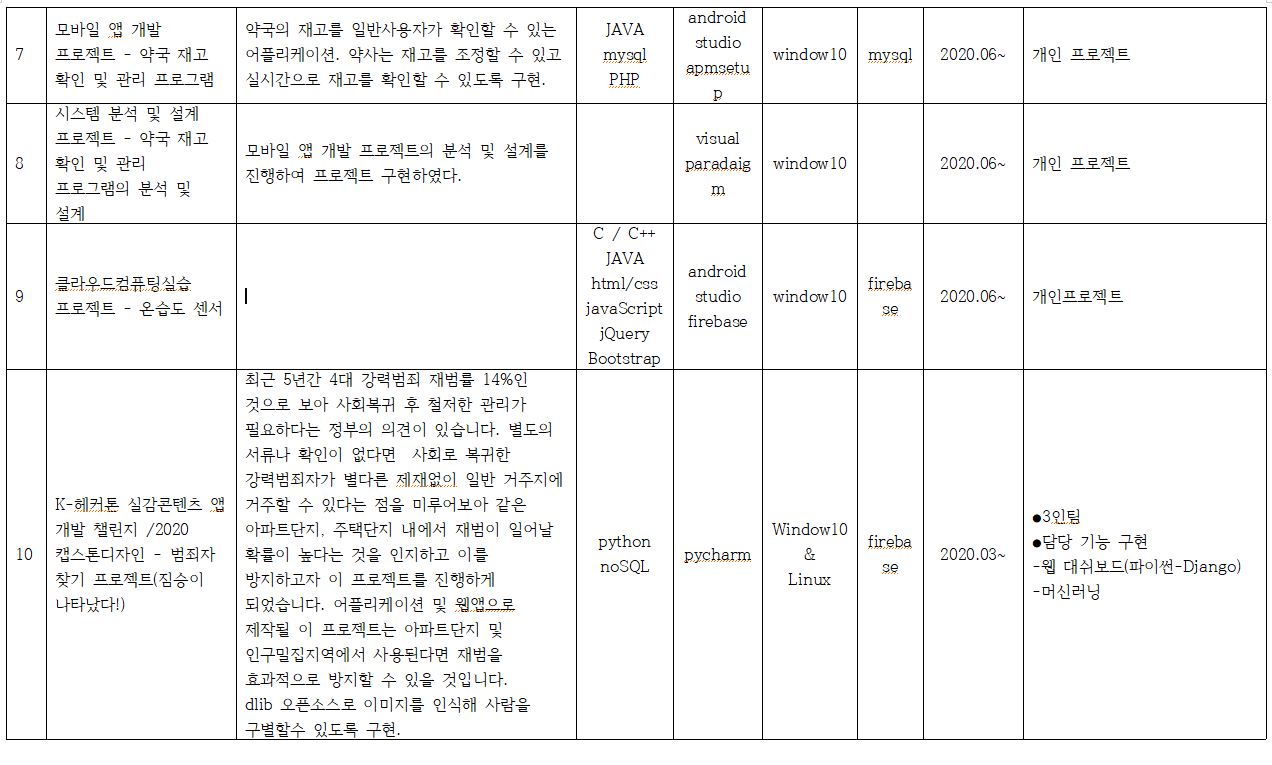 7
모바일 앱 개발
프로젝트 - 약국 재고
확인 및 관리 프로그램
약국의 재고를 일반사용자가 확인할 수 있는
어플리케이션. 약사는 재고를 조정할 수 있고
실시간으로 재고를 확인할 수 있도록 구현.
JAVA
mysql
PHP
android
studio
apmsetu
p
window10
mysql
2020.06~
개인 프로젝트
8
시스템 분석 및 설계
프로젝트 - 약국 재고
확인 및 관리
프로그램의 분석 및
설계
모바일 앱 개발 프로젝트의 분석 및 설계를
진행하여 프로젝트 구현하였다.
visual
paradaig
m
window10
2020.06~
개인 프로젝트
9
클라우드컴퓨팅실습
프로젝트 - 온습도 센서
C / C++
JAVA
html/css
javaScript
jQuery
Bootstrap
android
studio
firebase
window10
fireba
se
2020.06~
개인프로젝트
10
K-헤커톤 실감콘텐츠 앱
개발 챌린지 /2020
캡스톤디자인 - 범죄자
찾기 프로젝트(짐승이
나타났다!)
최근 5년간 4대 강력범죄 재범률 14%인
것으로 보아 사회복귀 후 철저한 관리가
필요하다는 정부의 의견이 있습니다. 별도의
서류나 확인이 없다면  사회로 복귀한
강력범죄자가 별다른 제재없이 일반 거주지에
거주할 수 있다는 점을 미루어보아 같은
아파트단지, 주택단지 내에서 재범이 일어날
확률이 높다는 것을 인지하고 이를
방지하고자 이 프로젝트를 진행하게
되었습니다. 어플리케이션 및 웹앱으로
제작될 이 프로젝트는 아파트단지 및
인구밀집지역에서 사용된다면 재범을
효과적으로 방지할 수 있을 것입니다.
dlib 오픈소스로 이미지를 인식해 사람을
구별할수 있도록 구현.
python
noSQL
pycharm
Window10
&
Linux
fireba
se
2020.03~
●3인팀
●담당 기능 구현
-웹 대쉬보드(파이썬-Django)
-머신러닝